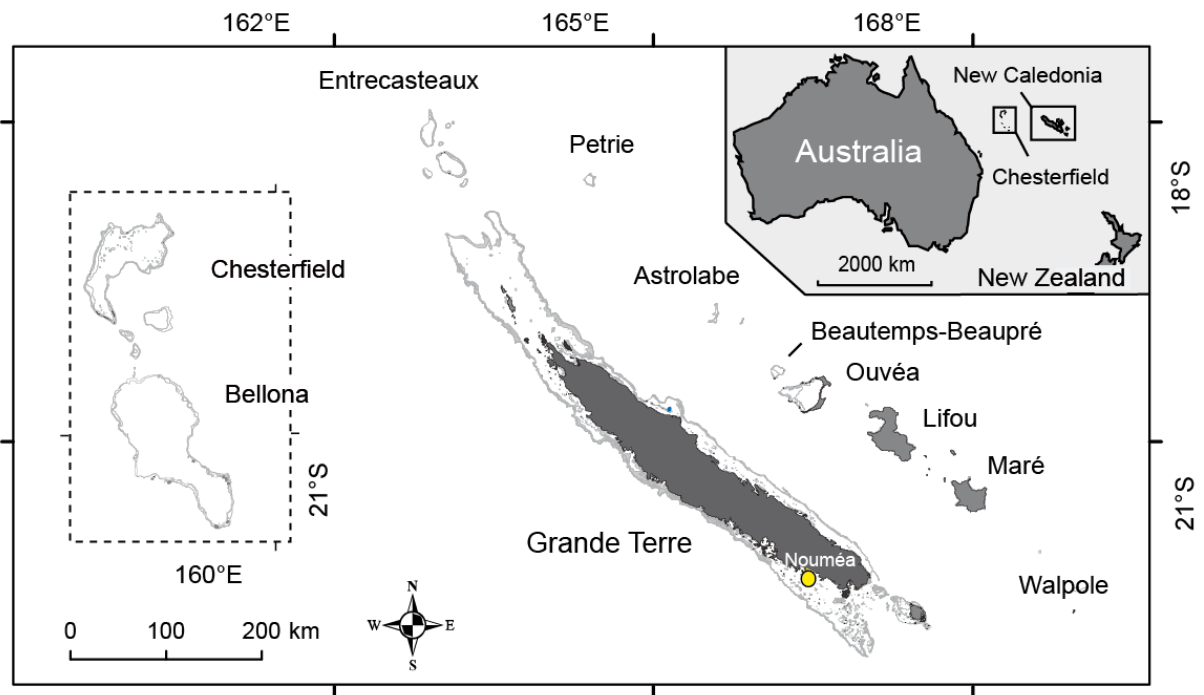 162°E
165°E
168°E
Entrecasteaux
Petrie
New Caledonia
Australia
Chesterfield
18°S
2000 km
New Zealand
Chesterfield
Astrolabe
Beautemps-Beaupré
Ouvéa
Bellona
Lifou
Maré
21°S
21°S
Grande Terre
Nouméa
160°E
Walpole
N
W
E
S
0 100 200 km